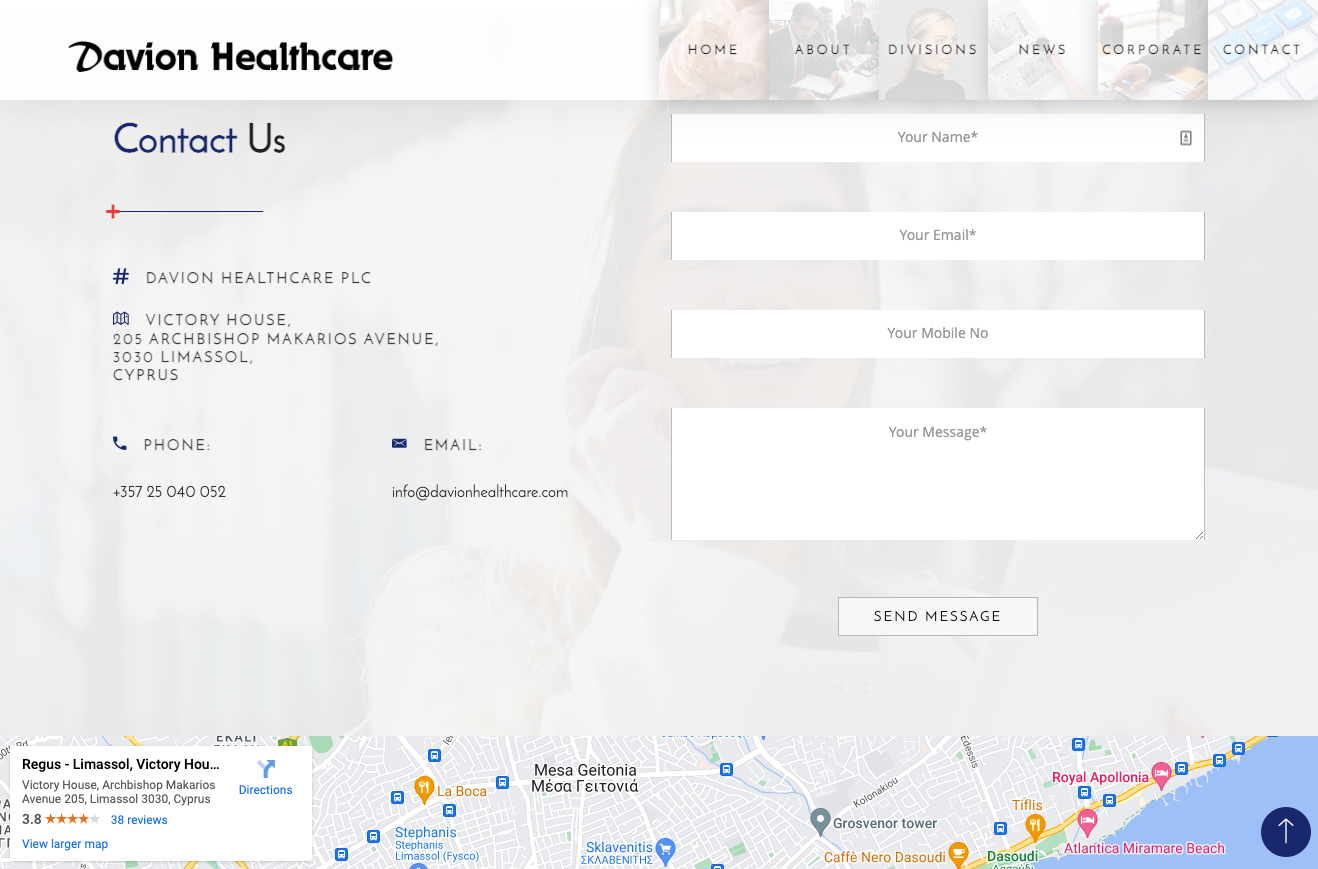 Davion Healthcare
HOME
ABOUT
DIVISIONS
NEWS
CORPORATE
CONTACT
Contact Us
Your Name*
Your Email*
Your Mobile No
Your Message*
SEND MESSAGE
# DAVION HEALTHCARE PLC
VICTORY HOUSE,
205 ARCHBISHOP MAKARIOS AVENUE,
3030 LIMASSOL,
CYPRUS
PHONE:
+357 25 040 052
EMAIL:
info@davionhealthcare.com
Regus - Limassol, Victory Hou...
Victory House, Archbishop Makarios
Avenue 205, Limassol 3030, Cyprus
3.8
38 reviews
View larger map
Directions
EKALI
A1
Mesa Geitonia
Μέσα Γειτονιά
La Boca
Stephanis
Stephanis
Limassol (Fysco)
Sklavenitis
ΣΚΛΑΒΕΝΙΤΗΣ
Kolonakiou
Edessis
Grosvenor tower
Caffè Nero Dasoudi
Tiflis
Dasoudi
Royal Apollonia
Atlantica Miramare Beach